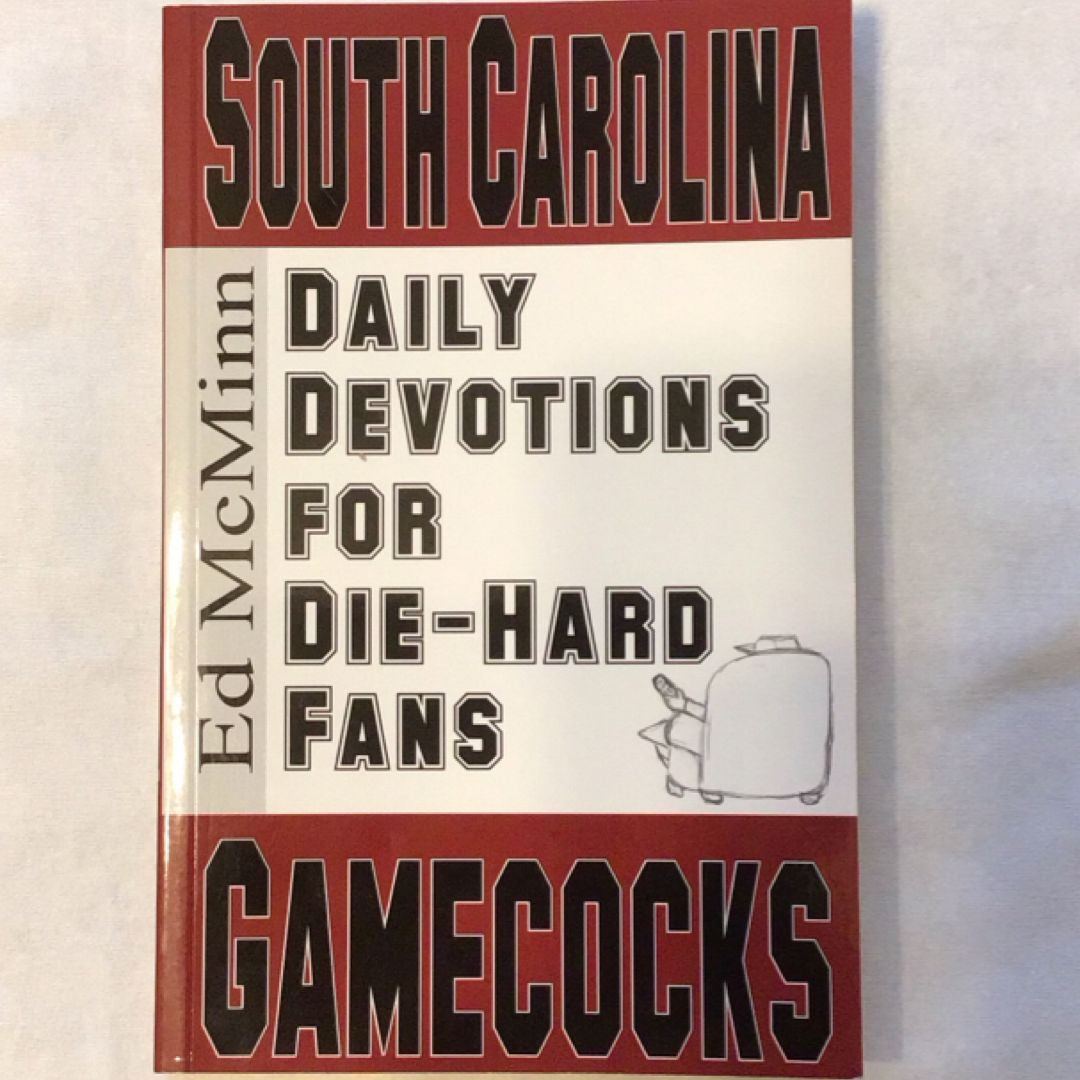 SOUTH CAROLINA
Ed McMinn
DAILY
DEVOTIONS
FOR
DIE-HARD
FANS
GAMECOCKS